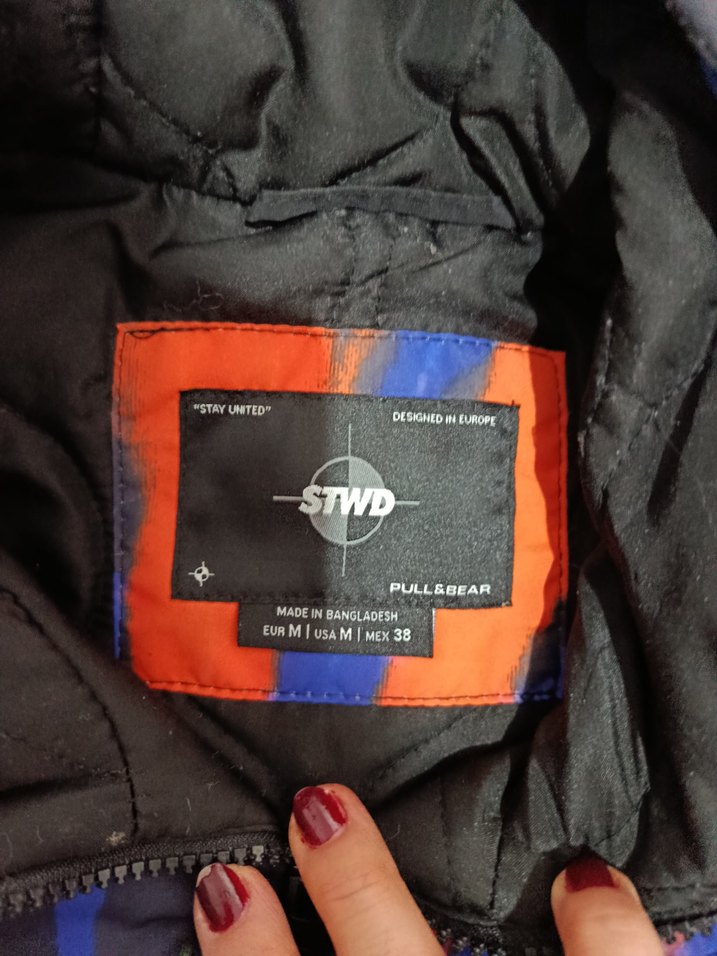 "STAY UNITED"
DESIGNED IN EUROPE
STWD
PULL&BEAR
MADE IN BANGLADESH
EUR M | USA M | MEX 38